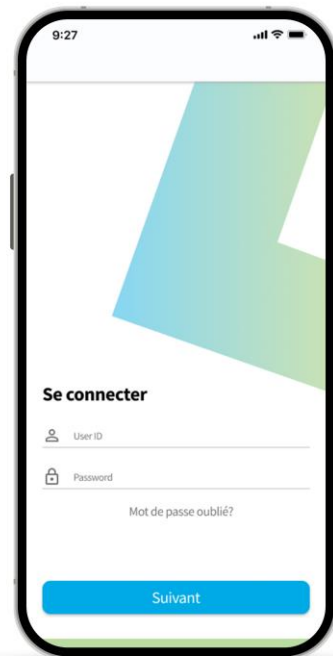 9:27
Se connecter
User ID
Password
Mot de passe oublié?
Suivant